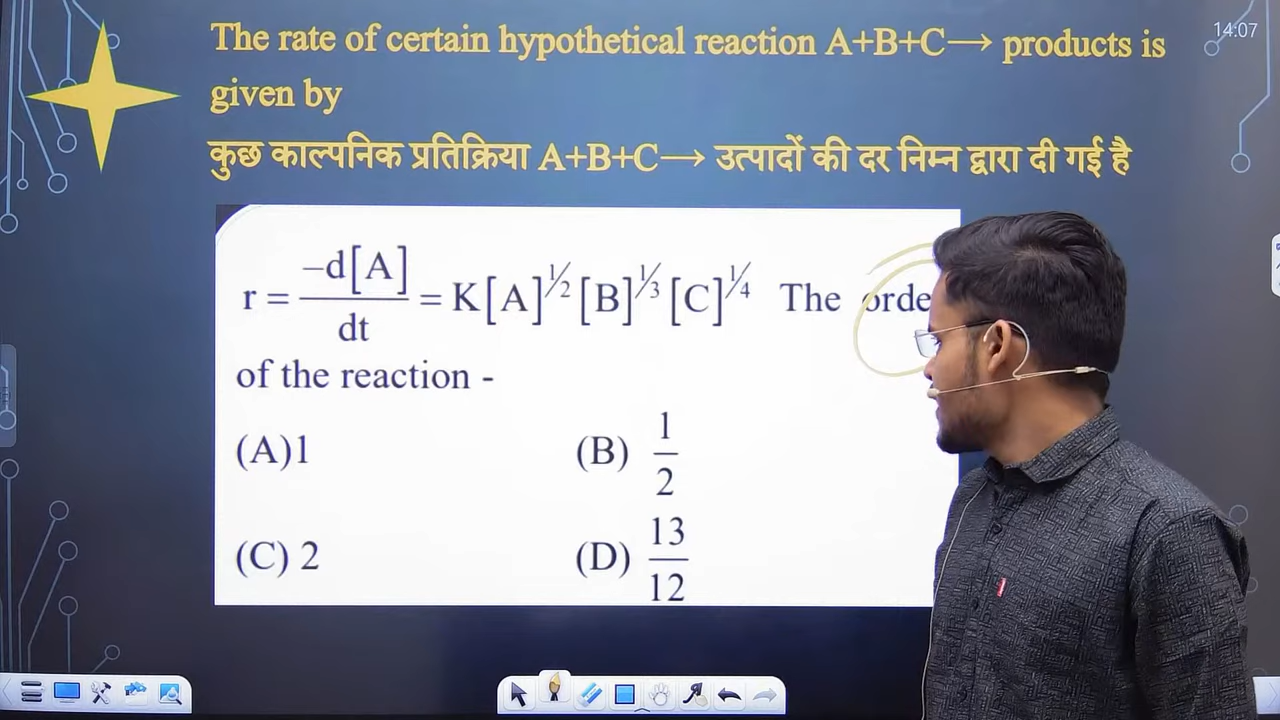 The rate of certain hypothetical reaction A+B+C⟶ products is
given by
कुछ काल्पनिक प्रतिक्रिया A+B+C⟶ उत्पादों की दर निम्न द्वारा दी गई है
r = –d[A]/dt = K[A]^½ [B]^⅓ [C]^¼ The orde
of the reaction -
(A)1 (B) 1/2
(C) 2 (D) 13/12
14:07